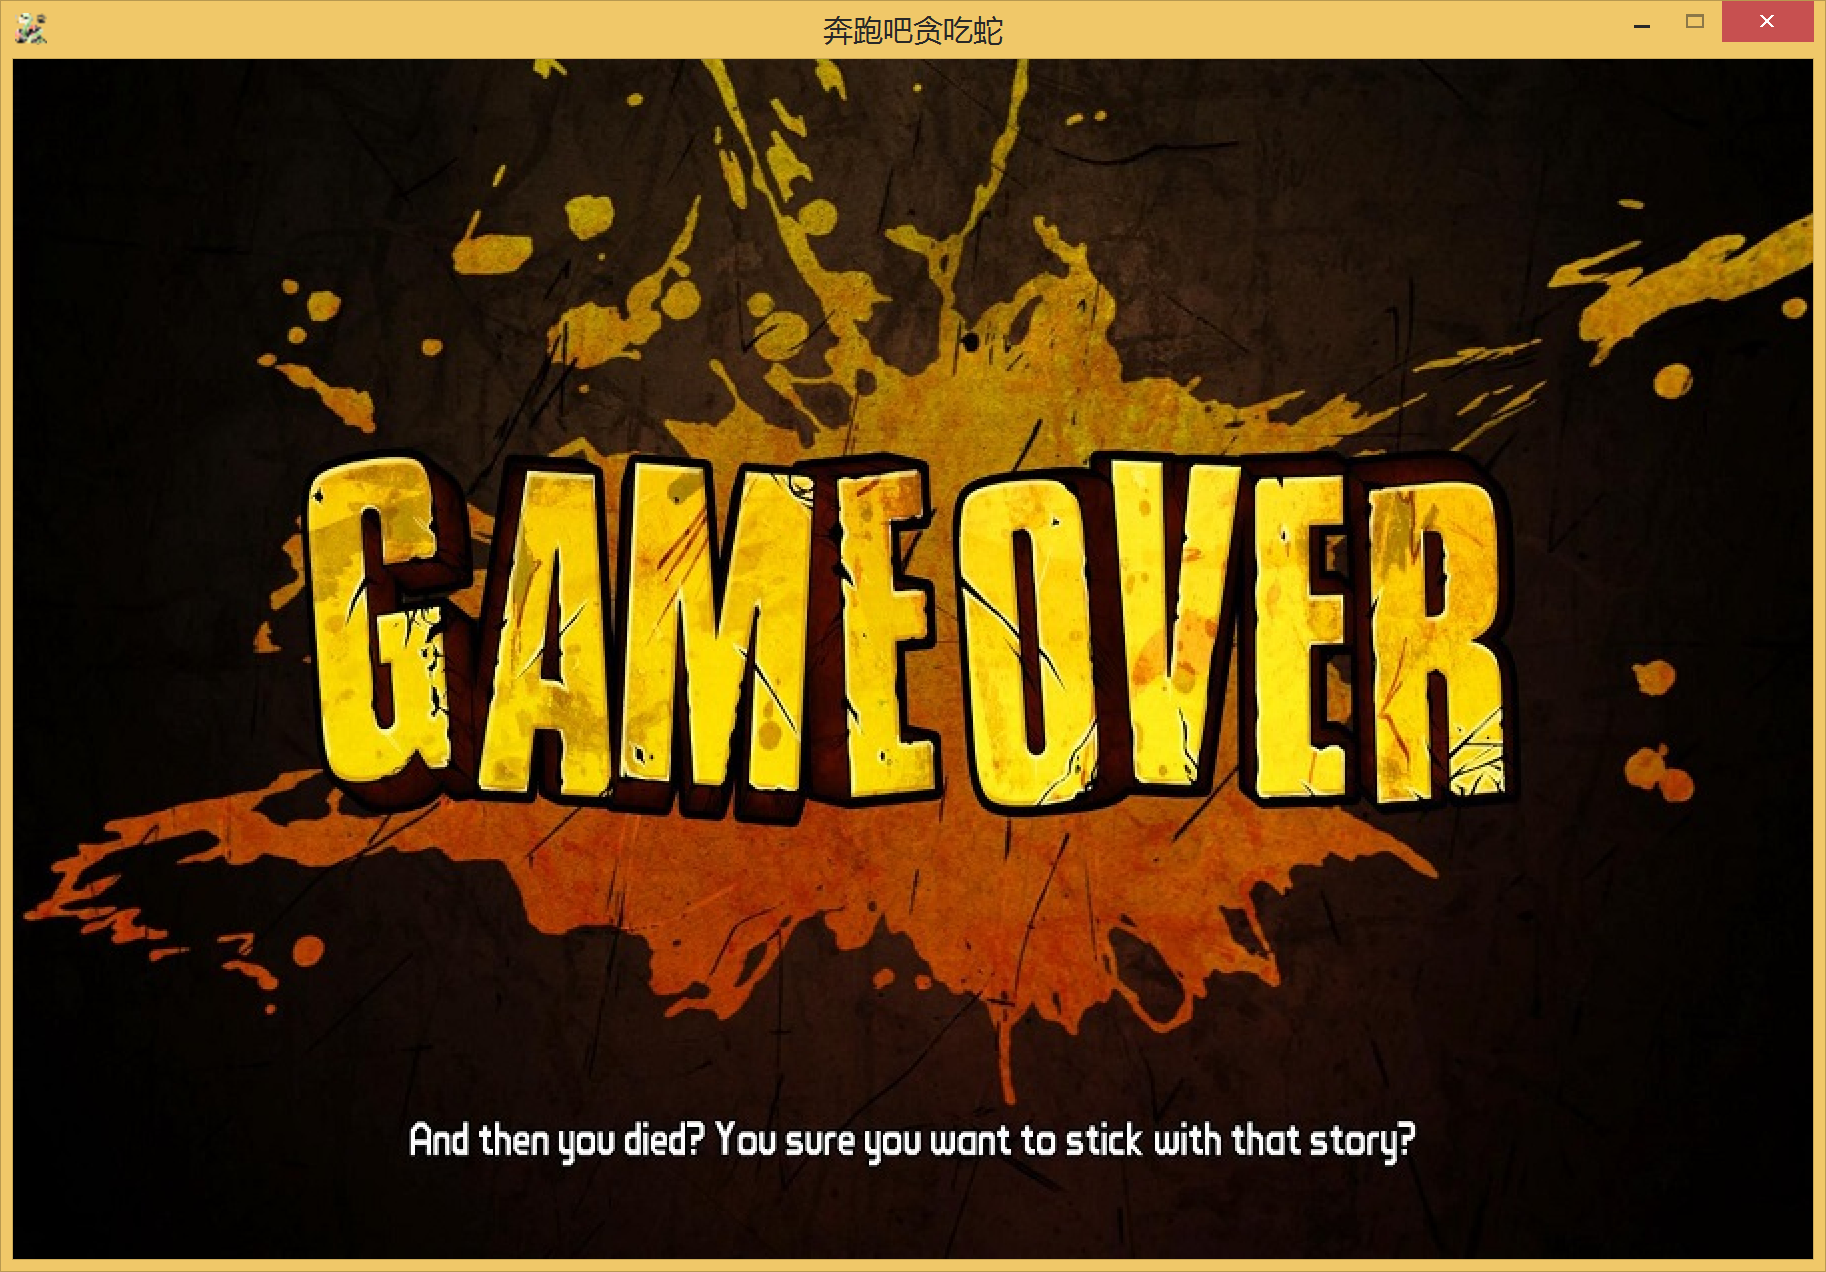 奔跑吧贪吃蛇
GAME OVER
And then you died? You sure you want to stick with that story?